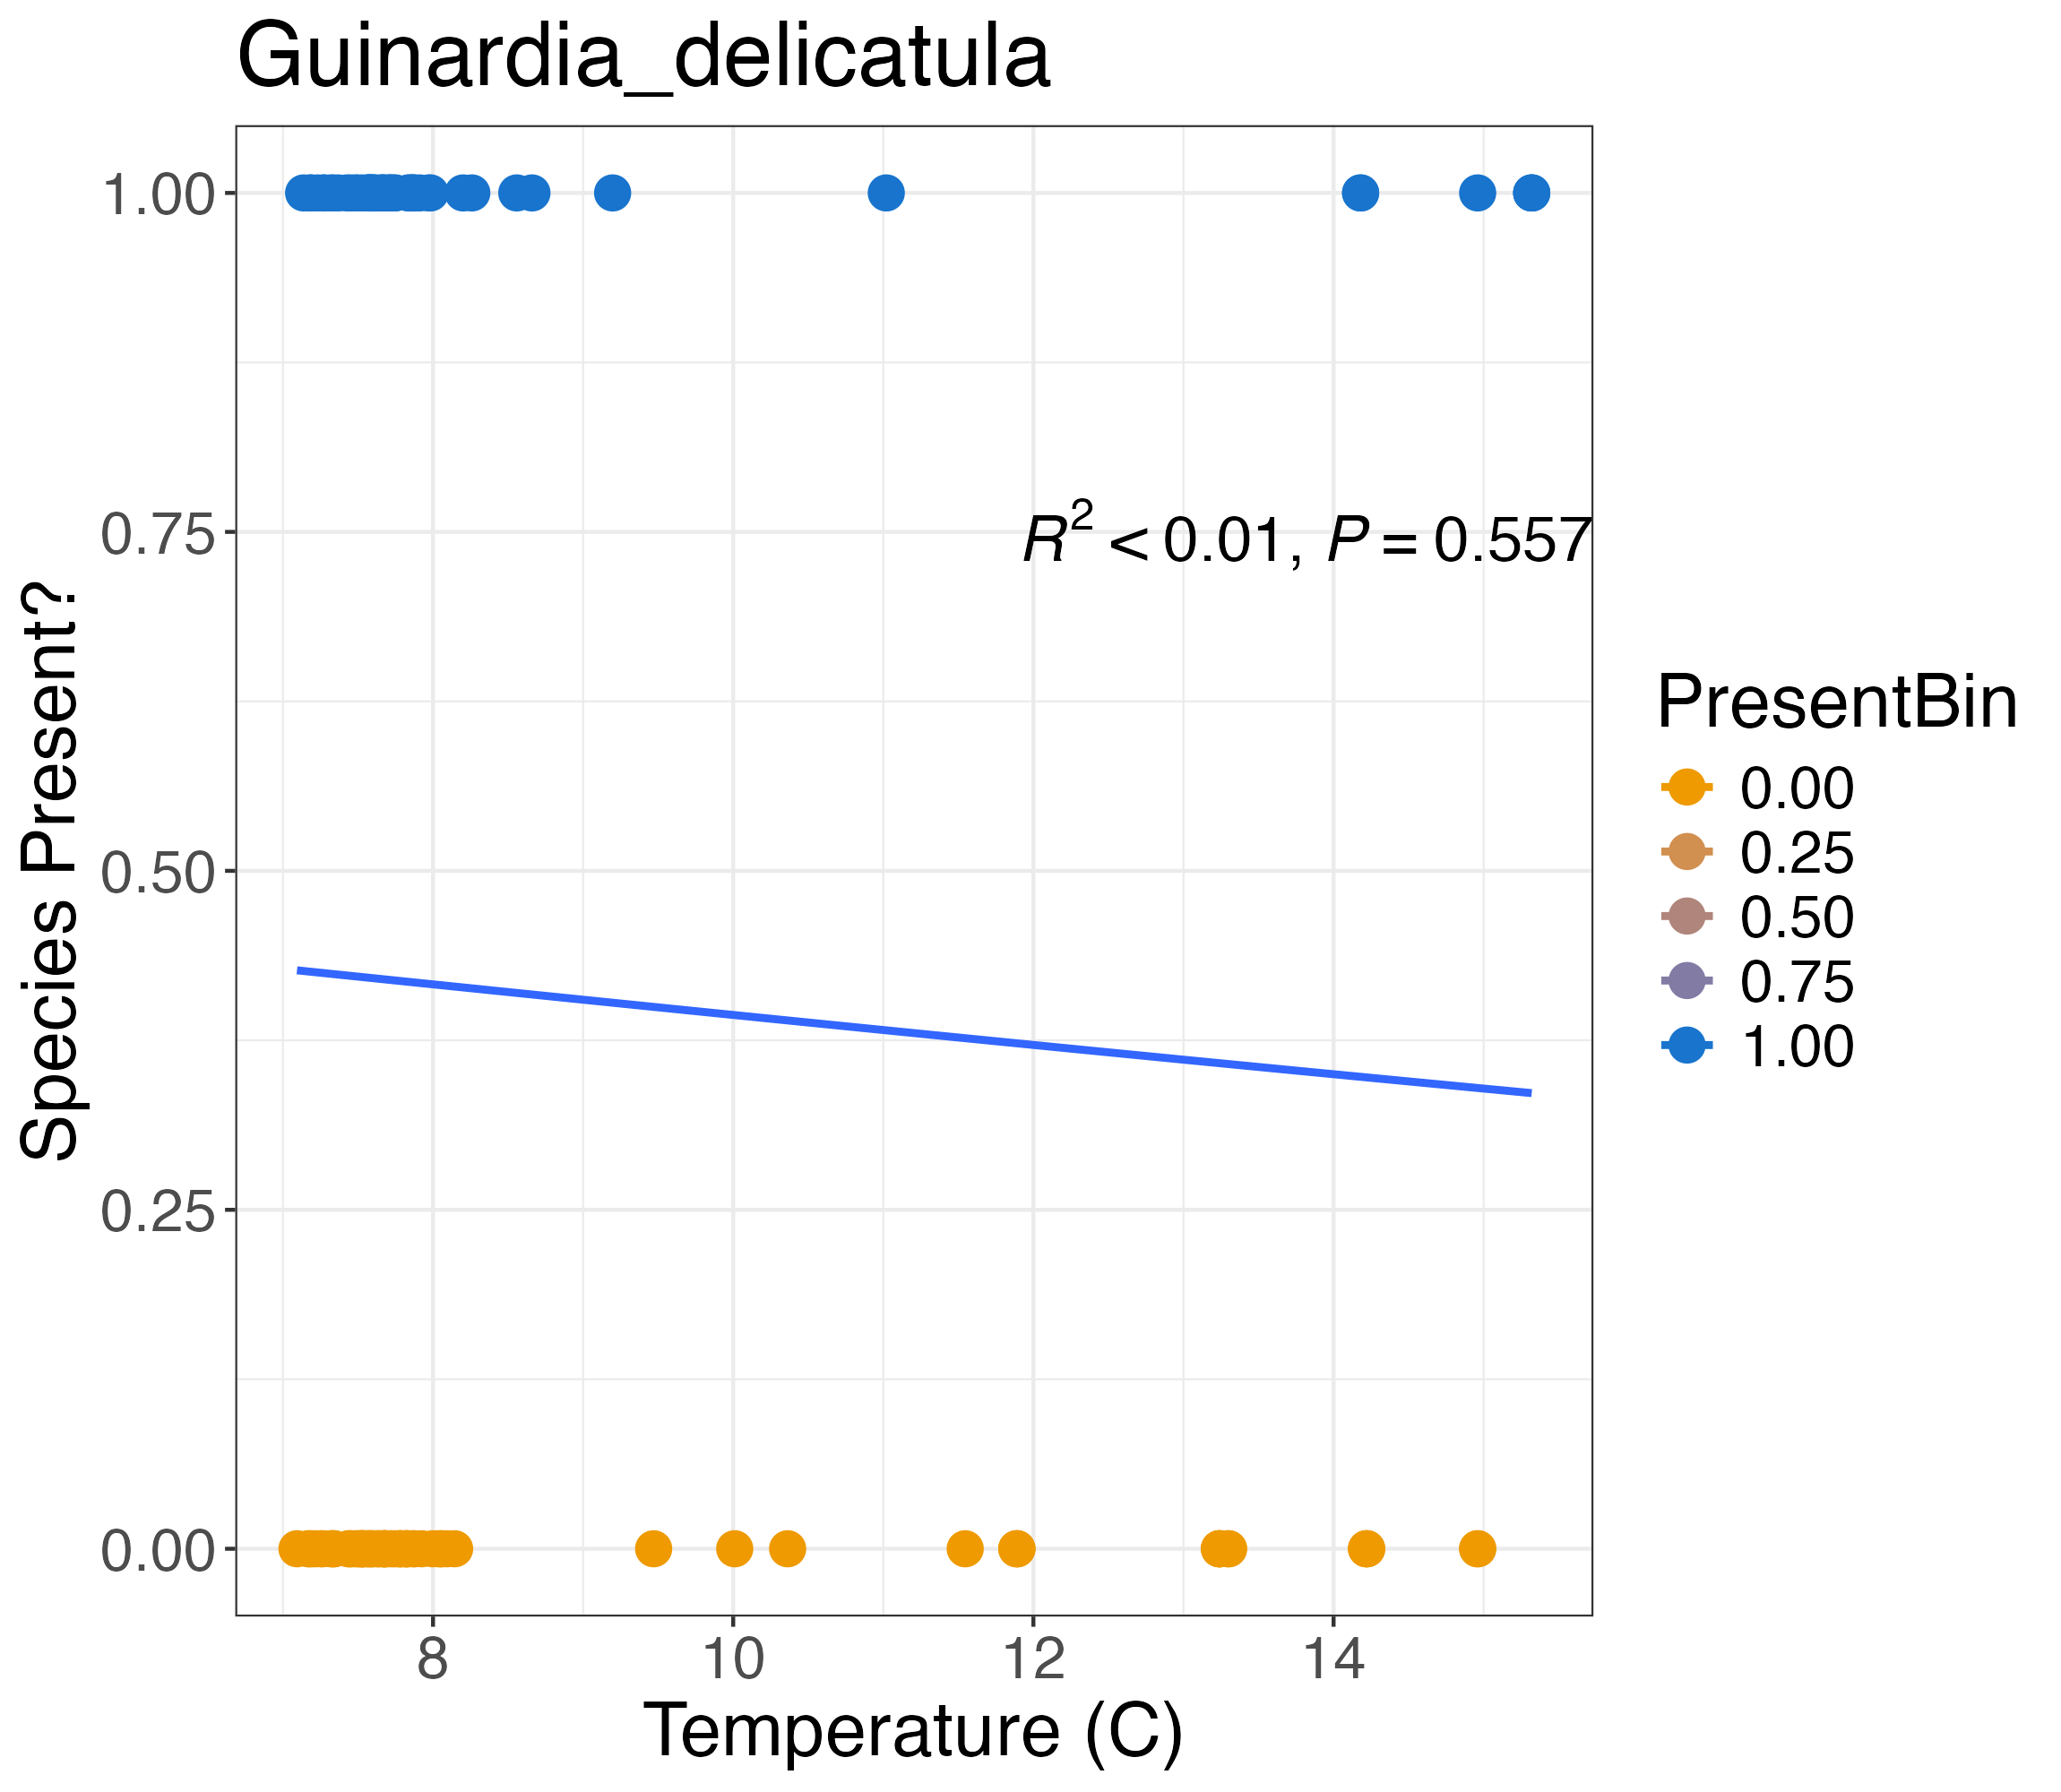 Guinardia_delicatula
Species Present?
1.00
0.75
0.50
0.25
0.00
R² < 0.01, P = 0.557
8
10
12
14
Temperature (C)
PresentBin
0.00
0.25
0.50
0.75
1.00